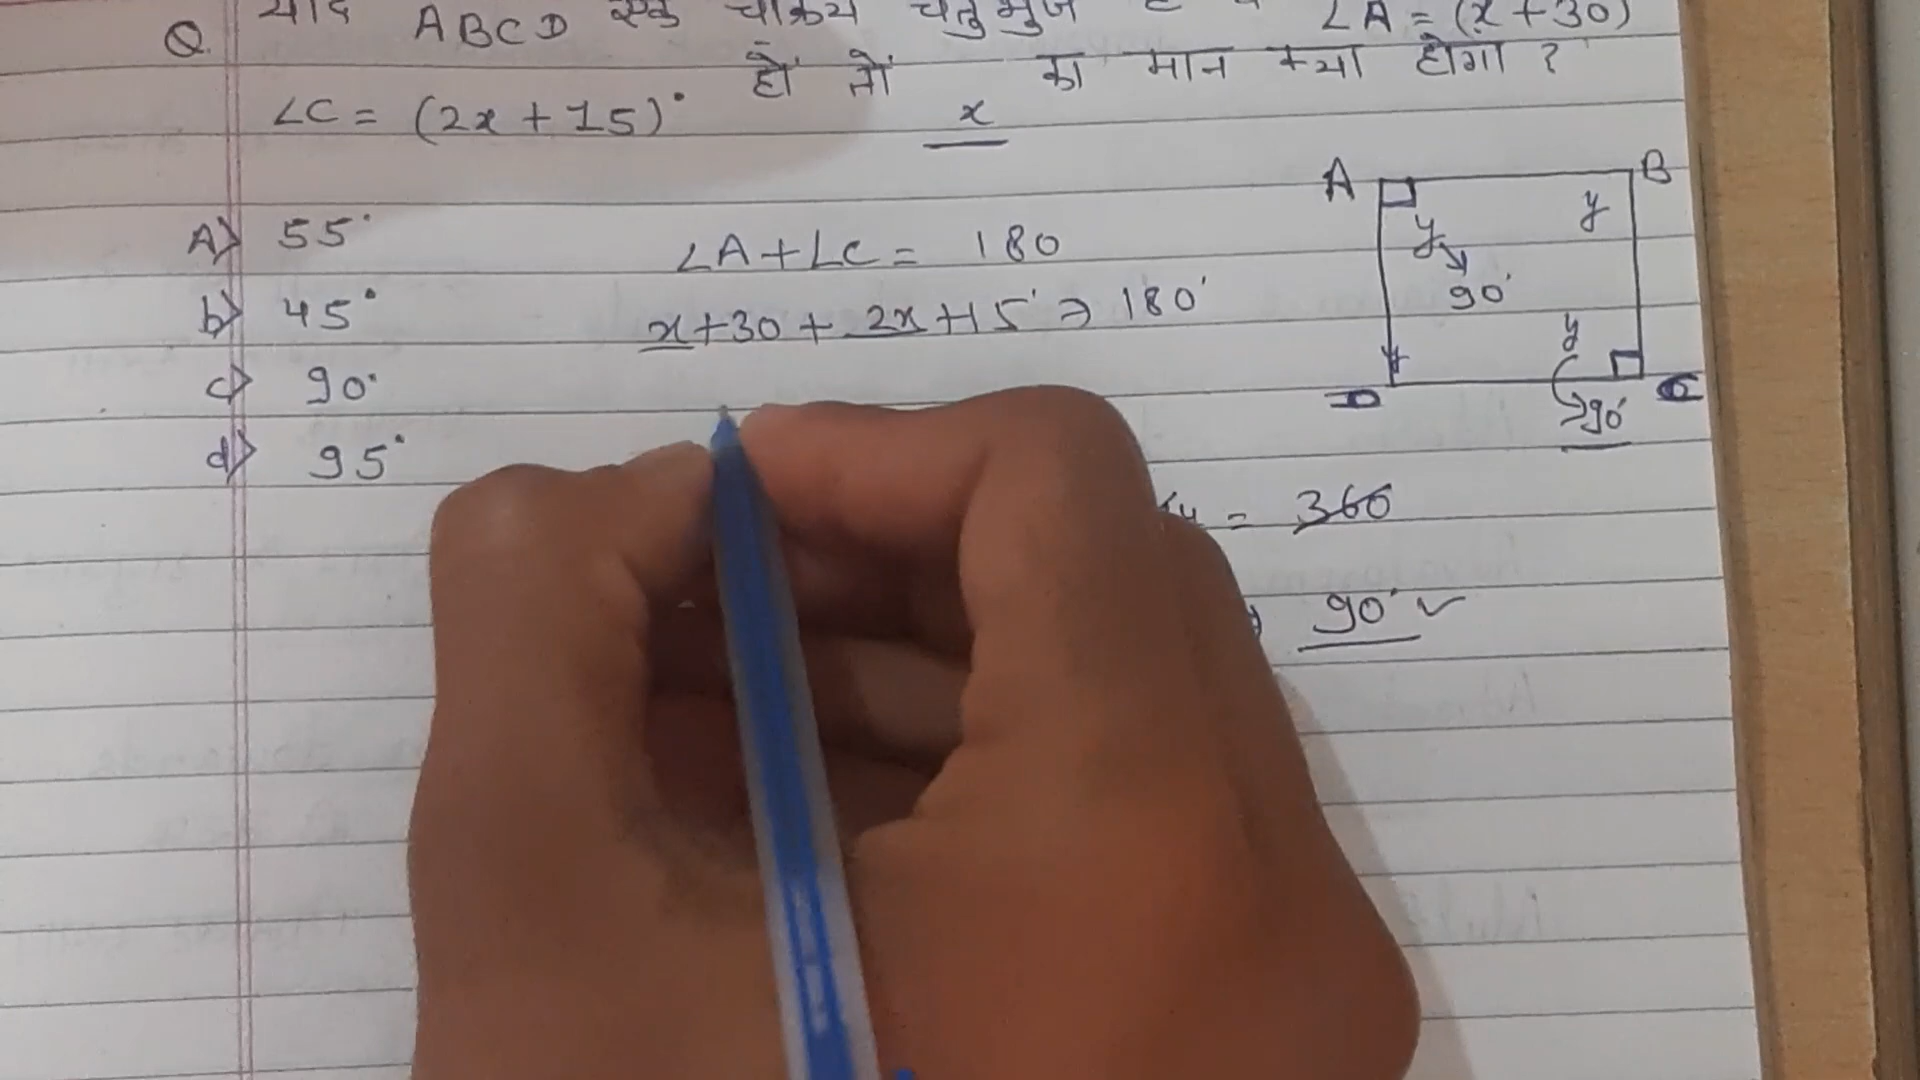 Q. यदि ABCD एक चक्रिय चतुर्भुज है ∠A = (x+30)
∠C = (2x+15)° हों तों x का मान क्या होगा ?
A) 55°
b) 45°
c) 90°
d) 95°
∠A+∠C = 180
x+30 + 2x+15° ⇒ 180°
A B
y y
90°
y
90°
= 360
90° ✓